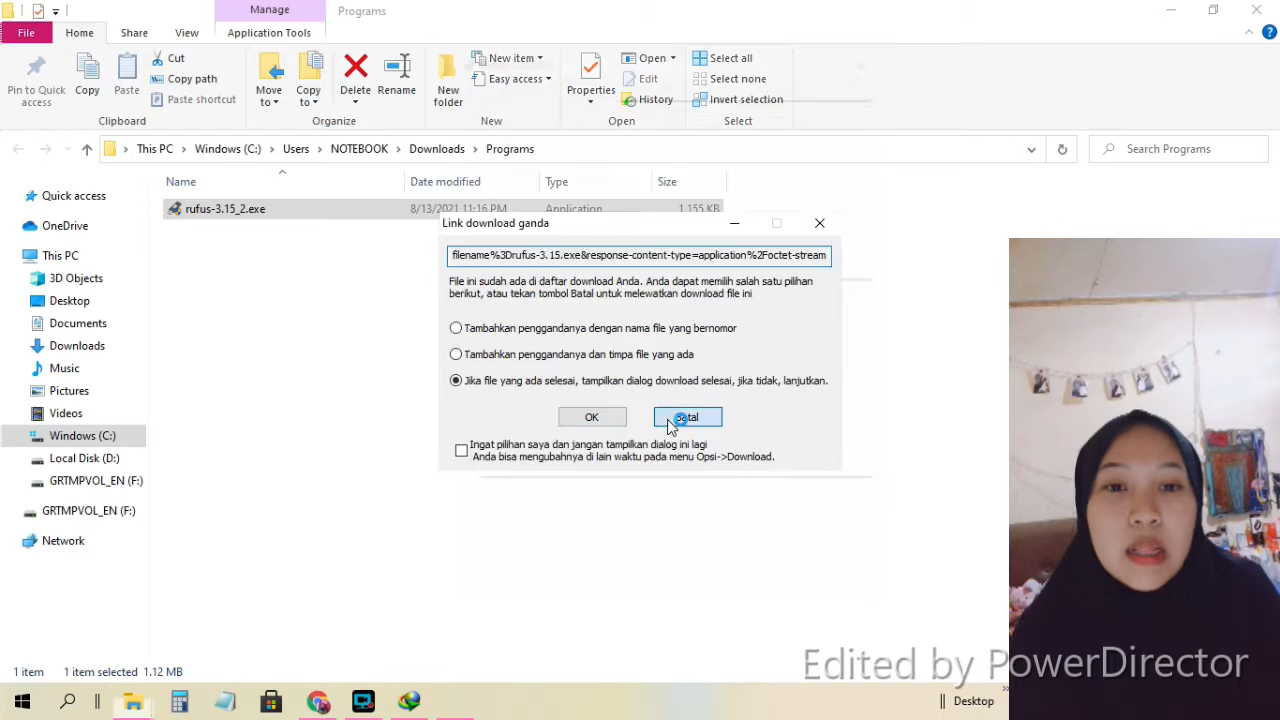 Manage
Programs
File
Home
Share
View
Application Tools
Pin to Quick
access
Copy
Paste
Cut
Copy path
Paste shortcut
Clipboard
Move
to
Copy
to
Delete
Rename
Organize
New
folder
New item
Easy access
New
Properties
Open
Edit
History
Open
Select all
Select none
Invert selection
Select
This PC
Windows (C:)
Users
NOTEBOOK
Downloads
Programs
Search Programs
Name
Date modified
Type
Size
rufus-3.15_2.exe
8/13/2021 11:16 PM
Application
1.155 KB
Quick access
OneDrive
This PC
3D Objects
Desktop
Documents
Downloads
Music
Pictures
Videos
Windows (C:)
Local Disk (D:)
GRTMPVOL_EN (F:)
GRTMPVOL_EN (F:)
Network
Link download ganda
filename%3Drufus-3.15.exe&response-content-type=application%2Foctet-stream
File ini sudah ada di daftar download Anda. Anda dapat memilih salah satu pilihan
berikut, atau tekan tombol Batal untuk melewatkan download file ini
Tambahkan penggandanya dengan nama file yang bernomor
Tambahkan penggandanya dan timpa file yang ada
Jika file yang ada selesai, tampilkan dialog download selesai, jika tidak, lanjutkan.
OK
Batal
Ingat pilihan saya dan jangan tampilkan dialog ini lagi
Anda bisa mengubahnya di lain waktu pada menu Opsi->Download.
1 item
1 item selected
1.12 MB
Edited by PowerDirector
Desktop